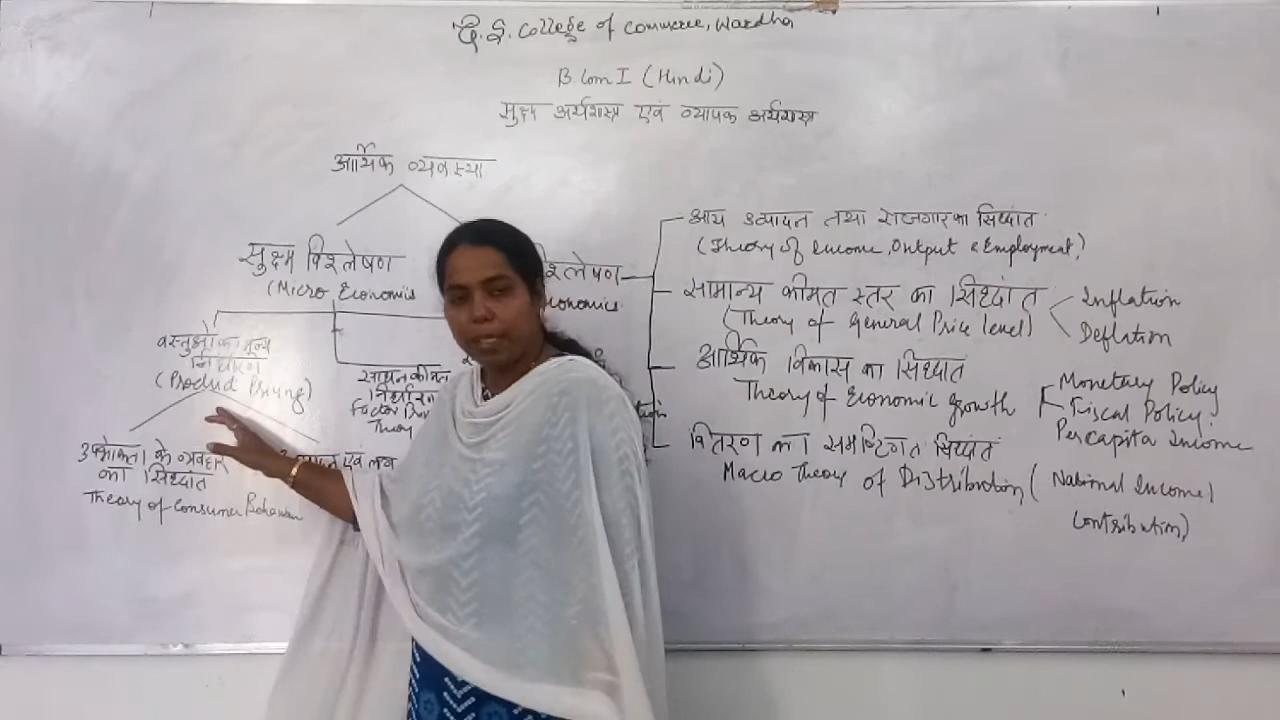 G. S. College of Commerce, Wardha
B Com I (Hindi)
सुक्ष्म अर्थशास्त्र एवं व्यापक अर्थशास्त्र
आर्थिक व्यवस्था
सुक्ष्म विश्लेषण
(Micro Economics
वस्तुओं का मूल्य
निर्धारण
(Product Pricing)
उपभोक्ता के व्यवहार
का सिध्दांत
Theory of Consumer Behaviour
एवं
साधन कीमत
निर्धारण
Factor
Theory
श्लेषण
conomics
आय उत्पादन तथा रोजगार का सिध्दांत
(Theory of Income, Output & Employment)
सामान्य कीमत स्तर का सिध्दांत
(Theory of General Price level)
Inflation
Deflation
आर्थिक विकास का सिध्दांत
Theory of Economic Growth
Monetary Policy
Fiscal Policy
Percapita Income
वितरण का समष्टिगत सिध्दांत
Macro Theory of Distribution (National Income)
Contribution)